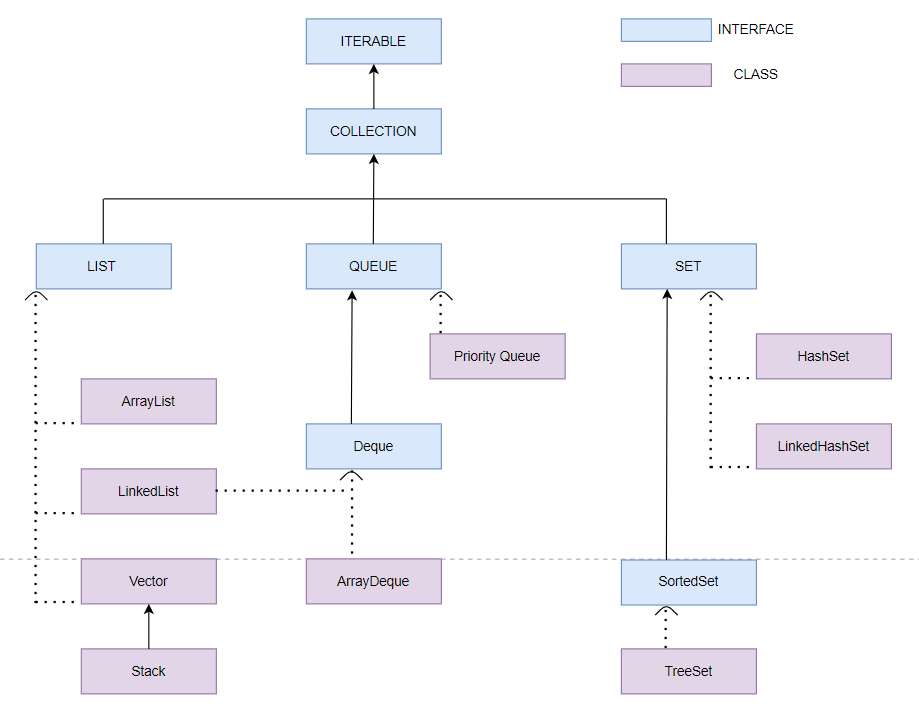 ITERABLE
INTERFACE
CLASS
COLLECTION
LIST
QUEUE
SET
Priority Queue
HashSet
ArrayList
Deque
LinkedHashSet
LinkedList
Vector
ArrayDeque
SortedSet
Stack
TreeSet